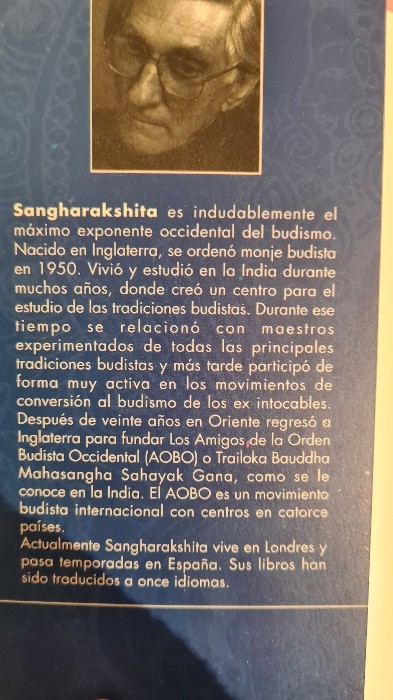 Sangharakshita es indudablemente el
máximo exponente occidental del budismo.
Nacido en Inglaterra, se ordenó monje budista
en 1950. Vivió y estudió en la India durante
muchos años, donde creó un centro para el
estudio de las tradiciones budistas. Durante ese
tiempo se relacionó con maestros
experimentados de todas las principales
tradiciones budistas y más tarde participó de
forma muy activa en los movimientos de
conversión al budismo de los ex intocables.
Después de veinte años en Oriente regresó a
Inglaterra para fundar Los Amigos de la Orden
Budista Occidental (AOBO) o Trailoka Bauddha
Mahasangha Sahayak Gana, como se le
conoce en la India. El AOBO es un movimiento
budista internacional con centros en catorce
países.
Actualmente Sangharakshita vive en Londres y
pasa temporadas en España. Sus libros han
sido traducidos a once idiomas.